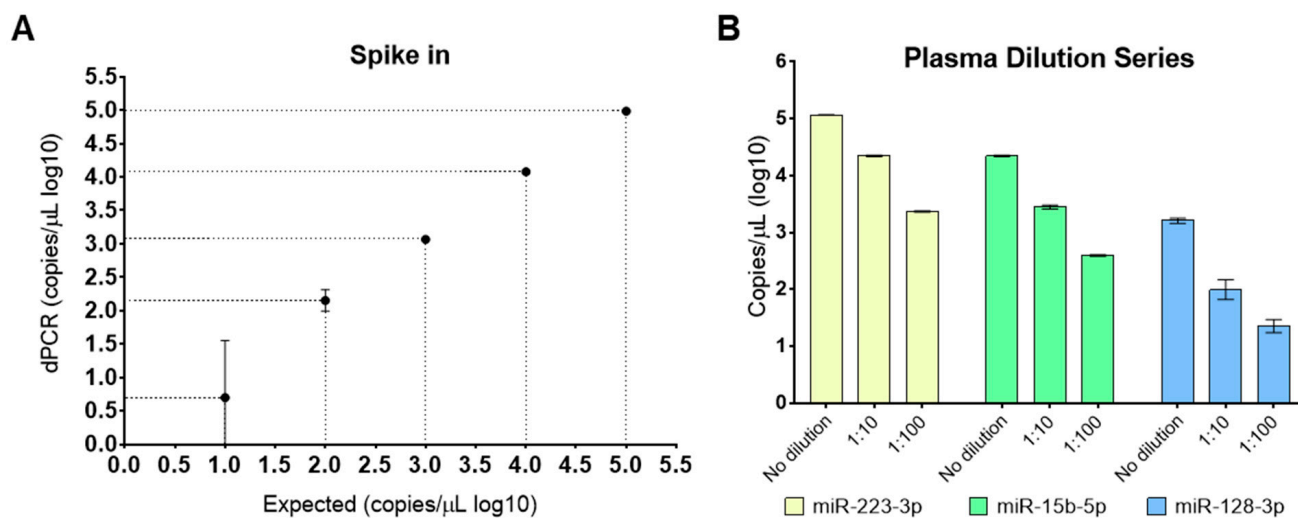 A
Spike in
dPCR (copies/μL log10)
5.5
5.0
4.5
4.0
3.5
3.0
2.5
2.0
1.5
1.0
0.5
0.0
0.0 0.5 1.0 1.5 2.0 2.5 3.0 3.5 4.0 4.5 5.0 5.5
Expected (copies/μL log10)
B
Plasma Dilution Series
Copies/μL (log10)
6
5
4
3
2
1
0
No dilution 1:10 1:100 No dilution 1:10 1:100 No dilution 1:10 1:100
miR-223-3p miR-15b-5p miR-128-3p